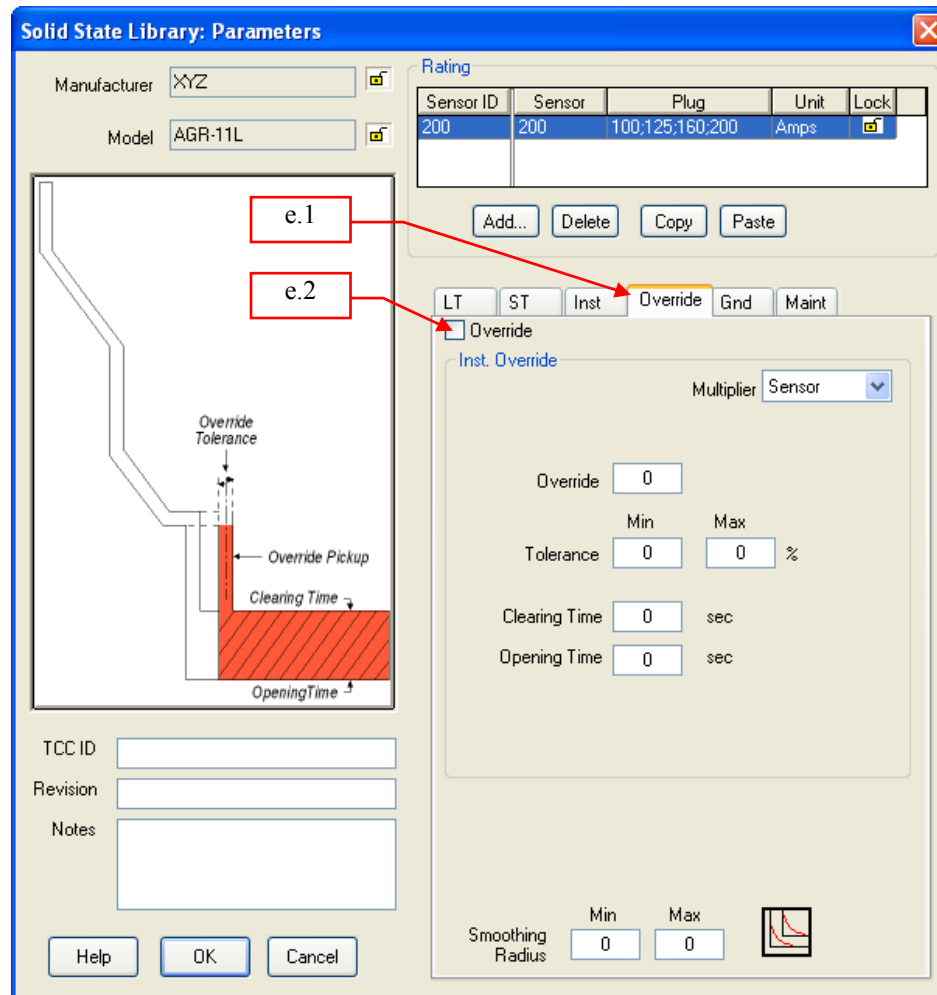 Solid State Library: Parameters
Manufacturer XYZ
Model AGR-11L
Rating
Sensor ID Sensor Plug Unit Lock
200 200 100;125;160;200 Amps
Add... Delete Copy Paste
e.1
e.2
LT ST Inst Override Gnd Maint
Override
Inst. Override
Multiplier Sensor
Override 0
Min Max
Tolerance 0 0 %
Clearing Time 0 sec
Opening Time 0 sec
Override
Tolerance
Override Pickup
Clearing Time
OpeningTime
TCC ID
Revision
Notes
Min Max
Smoothing
Radius 0 0
Help OK Cancel